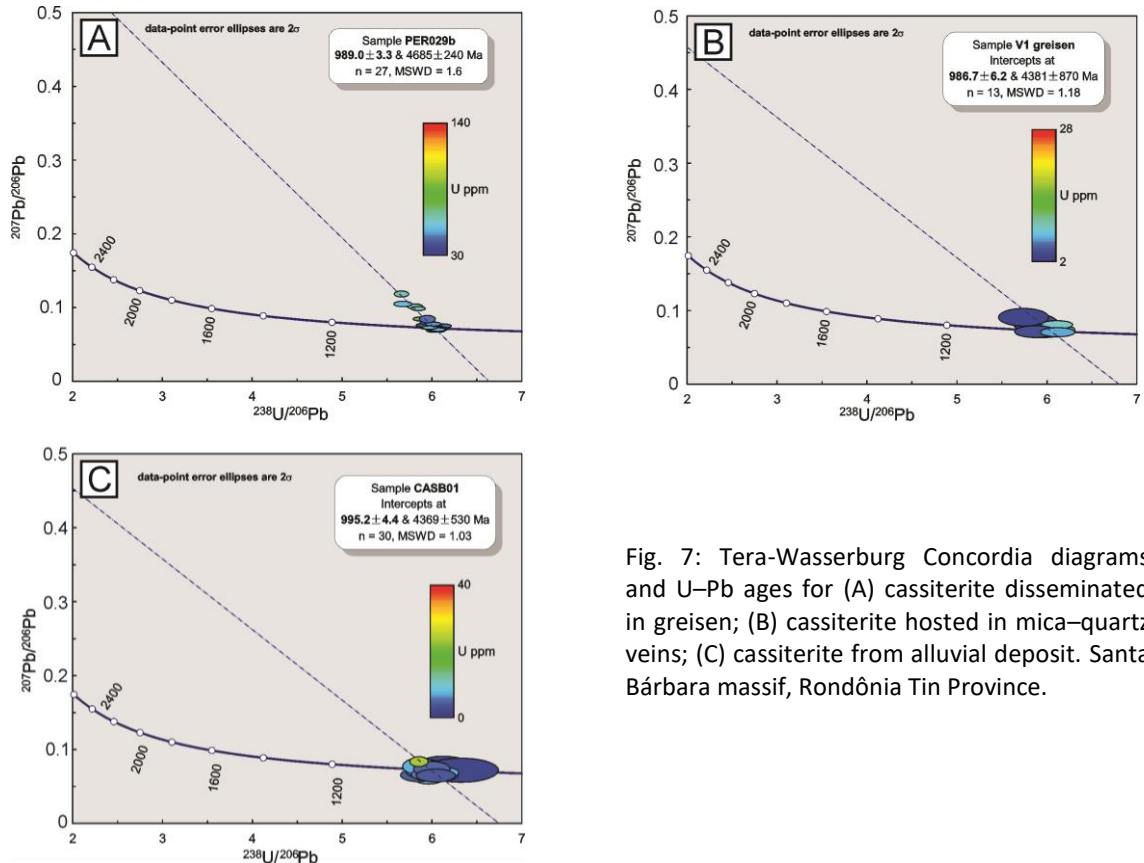 A
data-point error ellipses are 2σ
Sample PER029b
989.0±3.3 & 4685±240 Ma
n = 27, MSWD = 1.6
0.5
0.4
0.3
0.2
0.1
0
207Pb/206Pb
140
U ppm
30
2400
2000
1600
1200
2 3 4 5 6 7
238U/206Pb
B
data-point error ellipses are 2σ
Sample V1 greisen
Intercepts at
986.7±6.2 & 4381±870 Ma
n = 13, MSWD = 1.18
0.5
0.4
0.3
0.2
0.1
0
207Pb/206Pb
28
U ppm
2
2400
2000
1600
1200
2 3 4 5 6 7
238U/206Pb
C
data-point error ellipses are 2σ
Sample CASB01
Intercepts at
995.2±4.4 & 4369±530 Ma
n = 30, MSWD = 1.03
0.5
0.4
0.3
0.2
0.1
0
207Pb/206Pb
40
U ppm
0
2400
2000
1600
1200
2 3 4 5 6 7
238U/206Pb
Fig. 7: Tera-Wasserburg Concordia diagrams
and U–Pb ages for (A) cassiterite disseminated
in greisen; (B) cassiterite hosted in mica–quartz
veins; (C) cassiterite from alluvial deposit. Santa
Bárbara massif, Rondônia Tin Province.